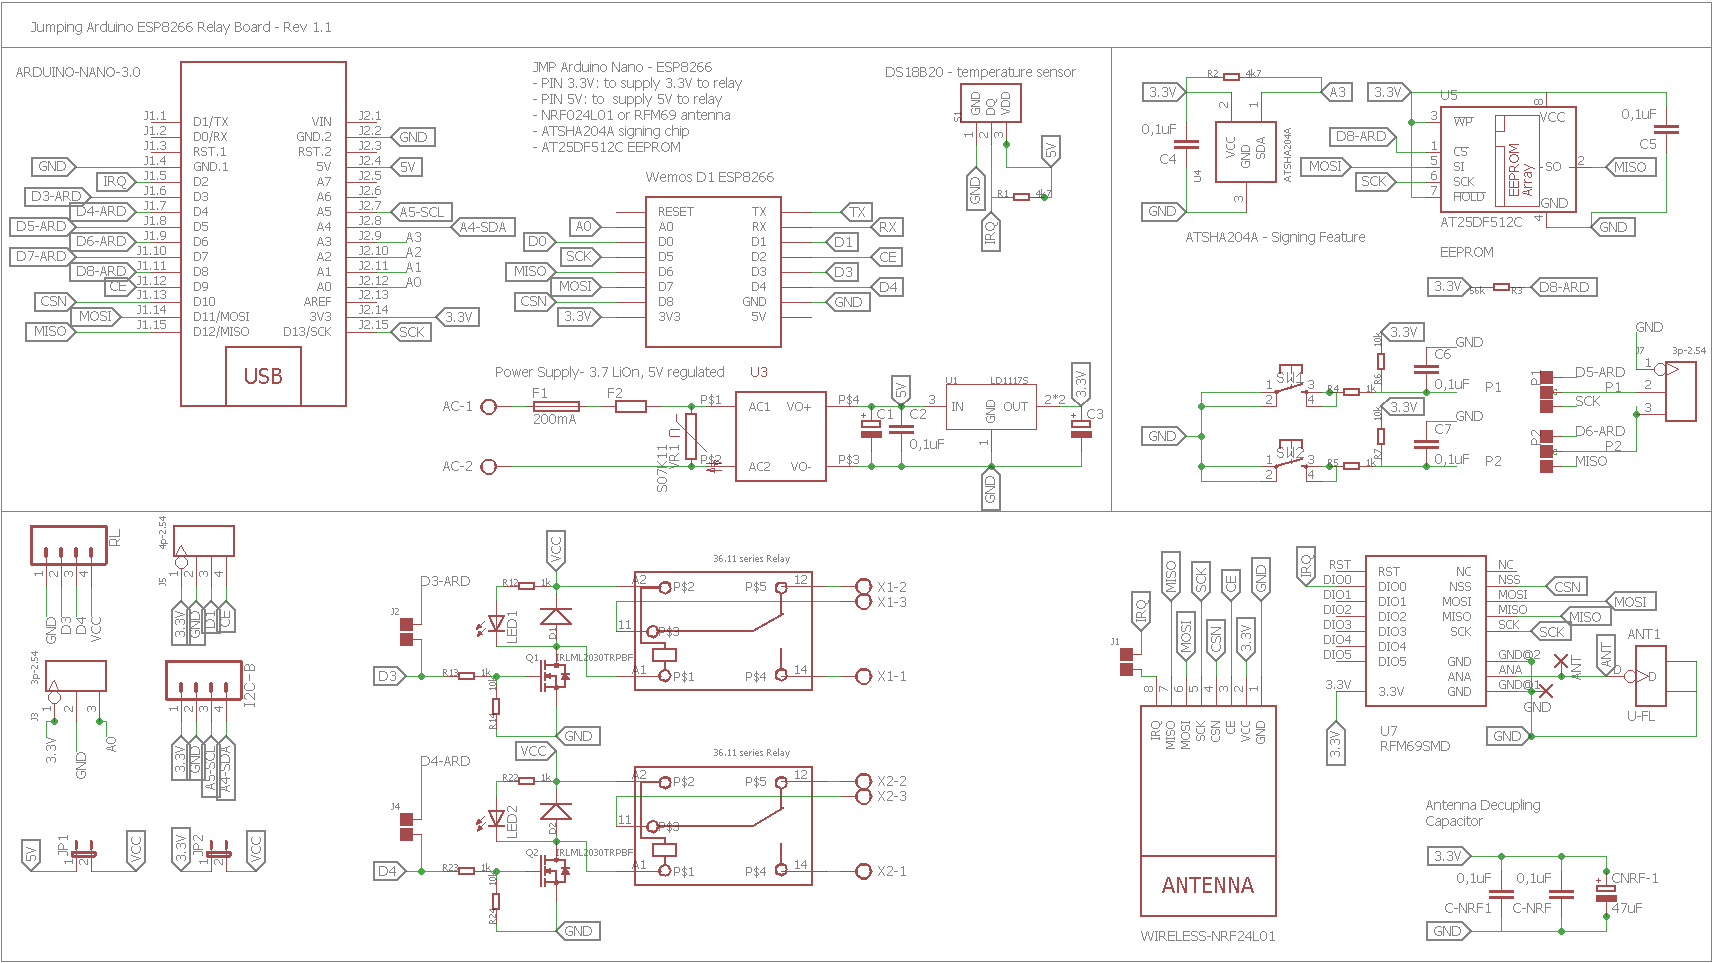 Jumping Arduino ESP8266 Relay Board - Rev 1.1
ARDUINO-NANO-3.0
J1.1 D1/TX VIN J2.1
J1.2 D0/RX GND.2 J2.2 GND
J1.3 RST.1 RST.2 J2.3
GND J1.4 GND.1 5V J2.4 5V
IRQ J1.5 D2 A7 J2.5
D3-ARD J1.6 D3 A6 J2.6
D4-ARD J1.7 D4 A5 J2.7 A5-SCL
D5-ARD J1.8 D5 A4 J2.8 A4-SDA
D6-ARD J1.9 D6 A3 J2.9 A3
D7-ARD J1.10 D7 A2 J2.10 A2
D8-ARD J1.11 D8 A1 J2.11 A1
CE J1.12 D9 A0 J2.12 A0
CSN J1.13 D10 AREF J2.13
MOSI J1.14 D11/MOSI 3V3 J2.14 3.3V
MISO J1.15 D12/MISO D13/SCK J2.15 SCK
USB
JMP Arduino Nano - ESP8266
- PIN 3.3V: to supply 3.3V to relay
- PIN 5V: to supply 5V to relay
- NRF024L01 or RFM69 antenna
- ATSHA204A signing chip
- AT25DF512C EEPROM
Wemos D1 ESP8266
RESET TX TX
A0 A0 RX RX
D0 D0 D1 D1
SCK D5 D2 CE
MISO D6 D3 D3
MOSI D7 D4 D4
CSN D8 GND GND
3.3V 3V3 5V
DS18B20 - temperature sensor
S1 GND DQ VDD
1 2 3
GND IRQ 5V
R1 4k7
Power Supply- 3.7 LiOn, 5V regulated
U3
AC-1 F1 200mA F2 P$1 AC1 VO+ P$4
AC-2 P$2 AC2 VO- P$3
S07K11 VR1
5V C1 C2 0,1uF
U1 LD1117S
3 IN GND OUT 2*2
1
GND
3.3V C3
3.3V R2 4k7 A3
2 1
0,1uF C4
VCC GND SDA
U4 ATSHA204A
3
GND
ATSHA204A - Signing Feature
3.3V U5 8 VCC
0,1uF C5
3 WP
D8-ARD 1 CS
MOSI 5 SI SO 2 MISO
SCK 6 SCK
7 HOLD GND
4 GND
EEPROM Array
AT25DF512C
EEPROM
3.3V 56k R3 D8-ARD
GND
SW1 1 2 3 4
R4 1k
R6 10k 3.3V
GND C6 0,1uF P1
SW2 1 2 3 4
R5 1k
R7 10k 3.3V
GND C7 0,1uF P2
P1 D5-ARD P1 SCK
P2 D6-ARD P2 MISO
GND J7 3p-2.54
1
2
3
RL
1 2 3 4
GND D3 D4 VCC
4p-2.54 J5
1 2 3 4
3.3V GND D1 CE
3p-2.54 J3
1 2 3
3.3V GND A0
I2C-B
1 2 3 4
3.3V GND A5-SCL A4-SDA
5V JP1 1 2 VCC
3.3V JP2 1 2 VCC
D3-ARD
J2
D3
R13 1k
R14 10k
R12 1k
LED1
VCC
D1
Q1 IRLML2030TRPBF
GND
36.11 series Relay
A2 P$2 P$5 12 X1-2
X1-3
11 P$3
A1 P$1 P$4 14 X1-1
D4-ARD
J4
D4
R23 1k
R24 10k
R22 1k
LED2
VCC
D2
Q2 IRLML2030TRPBF
GND
36.11 series Relay
A2 P$2 P$5 12 X2-2
X2-3
11 P$3
A1 P$1 P$4 14 X2-1
IRQ MISO MOSI SCK CSN CE 3.3V GND
J1
8 7 6 5 4 3 2 1
IRQ MISO MOSI SCK CSN CE VCC GND
ANTENNA
WIRELESS-NRF24L01
IRQ
RST RST NC NC
DIO0 DIO0 NSS NSS CSN
DIO1 DIO1 MOSI MOSI MOSI
DIO2 DIO2 MISO MISO MISO
DIO3 DIO3 SCK SCK SCK
DIO4 DIO4
DIO5 DIO5 GND GND@2
ANA ANA
3.3V 3.3V GND GND@1
3.3V
ANT
GND
GND
ANT
ANT1
U-FL
U7
RFM69SMD
Antenna Decupling
Capacitor
3.3V
0,1uF 0,1uF CNRF-1
C-NRF1 C-NRF 47uF
GND